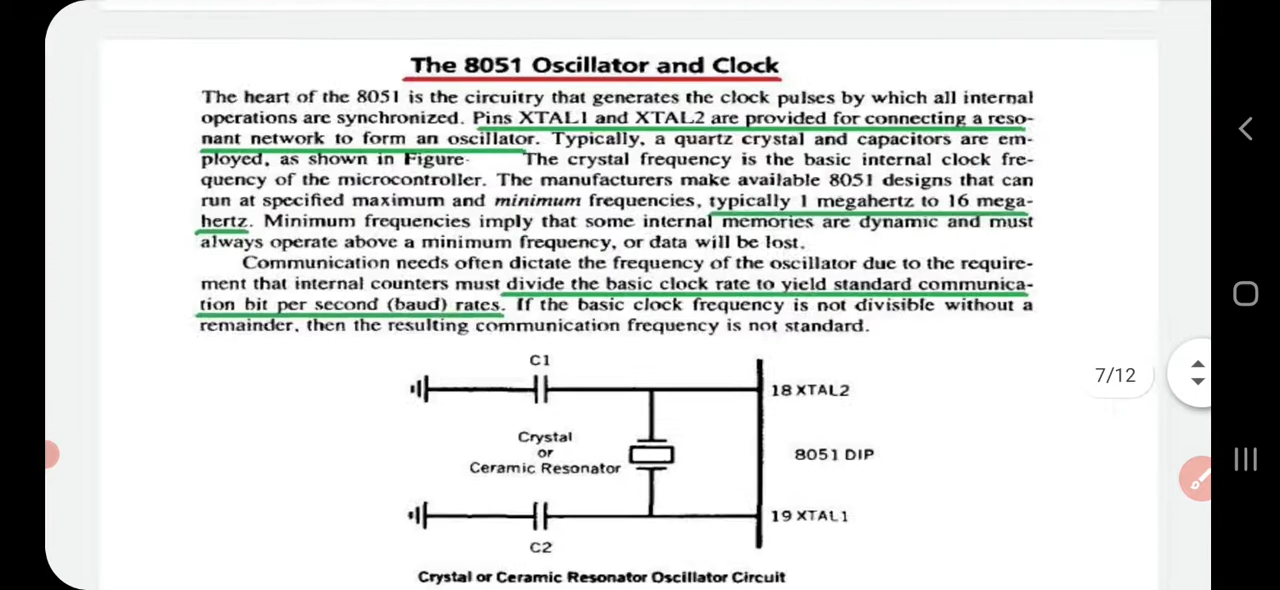 The 8051 Oscillator and Clock
The heart of the 8051 is the circuitry that generates the clock pulses by which all internal
operations are synchronized. Pins XTAL1 and XTAL2 are provided for connecting a reso-
nant network to form an oscillator. Typically, a quartz crystal and capacitors are em-
ployed, as shown in Figure The crystal frequency is the basic internal clock fre-
quency of the microcontroller. The manufacturers make available 8051 designs that can
run at specified maximum and minimum frequencies, typically 1 megahertz to 16 mega-
hertz. Minimum frequencies imply that some internal memories are dynamic and must
always operate above a minimum frequency, or data will be lost.
Communication needs often dictate the frequency of the oscillator due to the require-
ment that internal counters must divide the basic clock rate to yield standard communica-
tion bit per second (baud) rates. If the basic clock frequency is not divisible without a
remainder, then the resulting communication frequency is not standard.
C1
18 XTAL2
7/12
Crystal
or
Ceramic Resonator
8051 DIP
19 XTAL1
C2
Crystal or Ceramic Resonator Oscillator Circuit